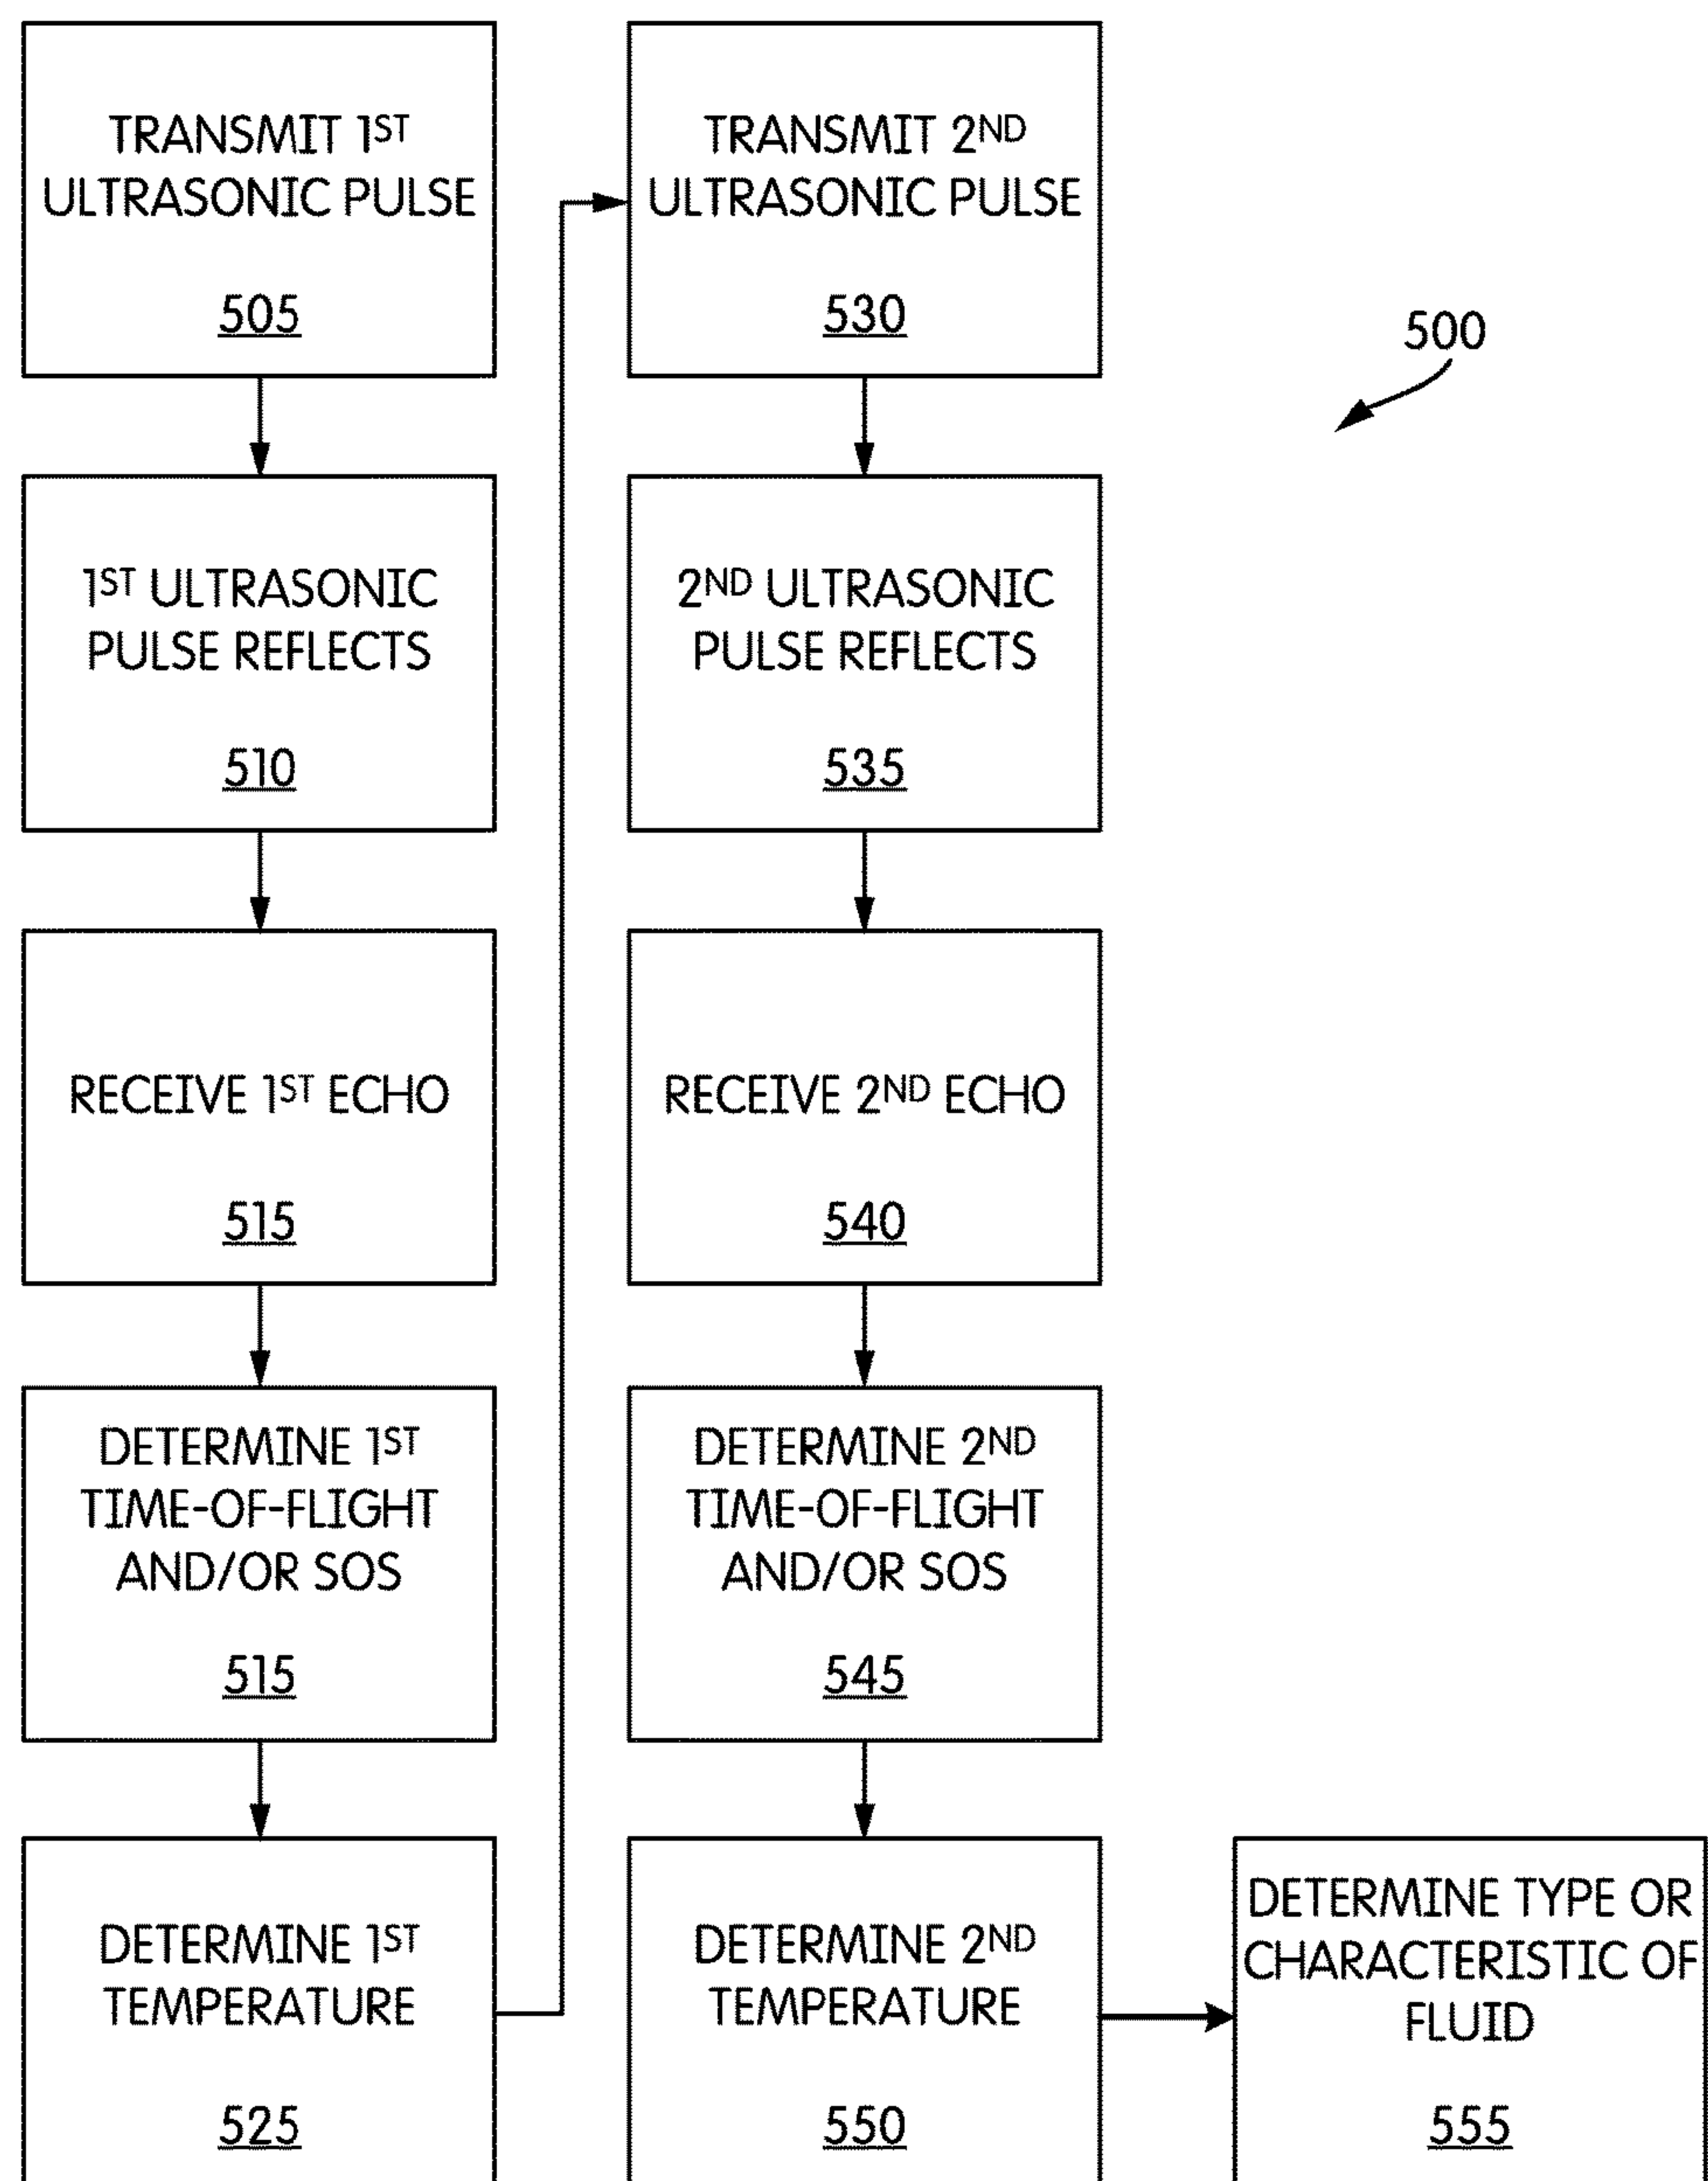 TRANSMIT 1ST
ULTRASONIC PULSE
505
1ST ULTRASONIC
PULSE REFLECTS
510
RECEIVE 1ST ECHO
515
DETERMINE 1ST
TIME-OF-FLIGHT
AND/OR SOS
515
DETERMINE 1ST
TEMPERATURE
525
TRANSMIT 2ND
ULTRASONIC PULSE
530
2ND ULTRASONIC
PULSE REFLECTS
535
RECEIVE 2ND ECHO
540
DETERMINE 2ND
TIME-OF-FLIGHT
AND/OR SOS
545
DETERMINE 2ND
TEMPERATURE
550
500
DETERMINE TYPE OR
CHARACTERISTIC OF
FLUID
555